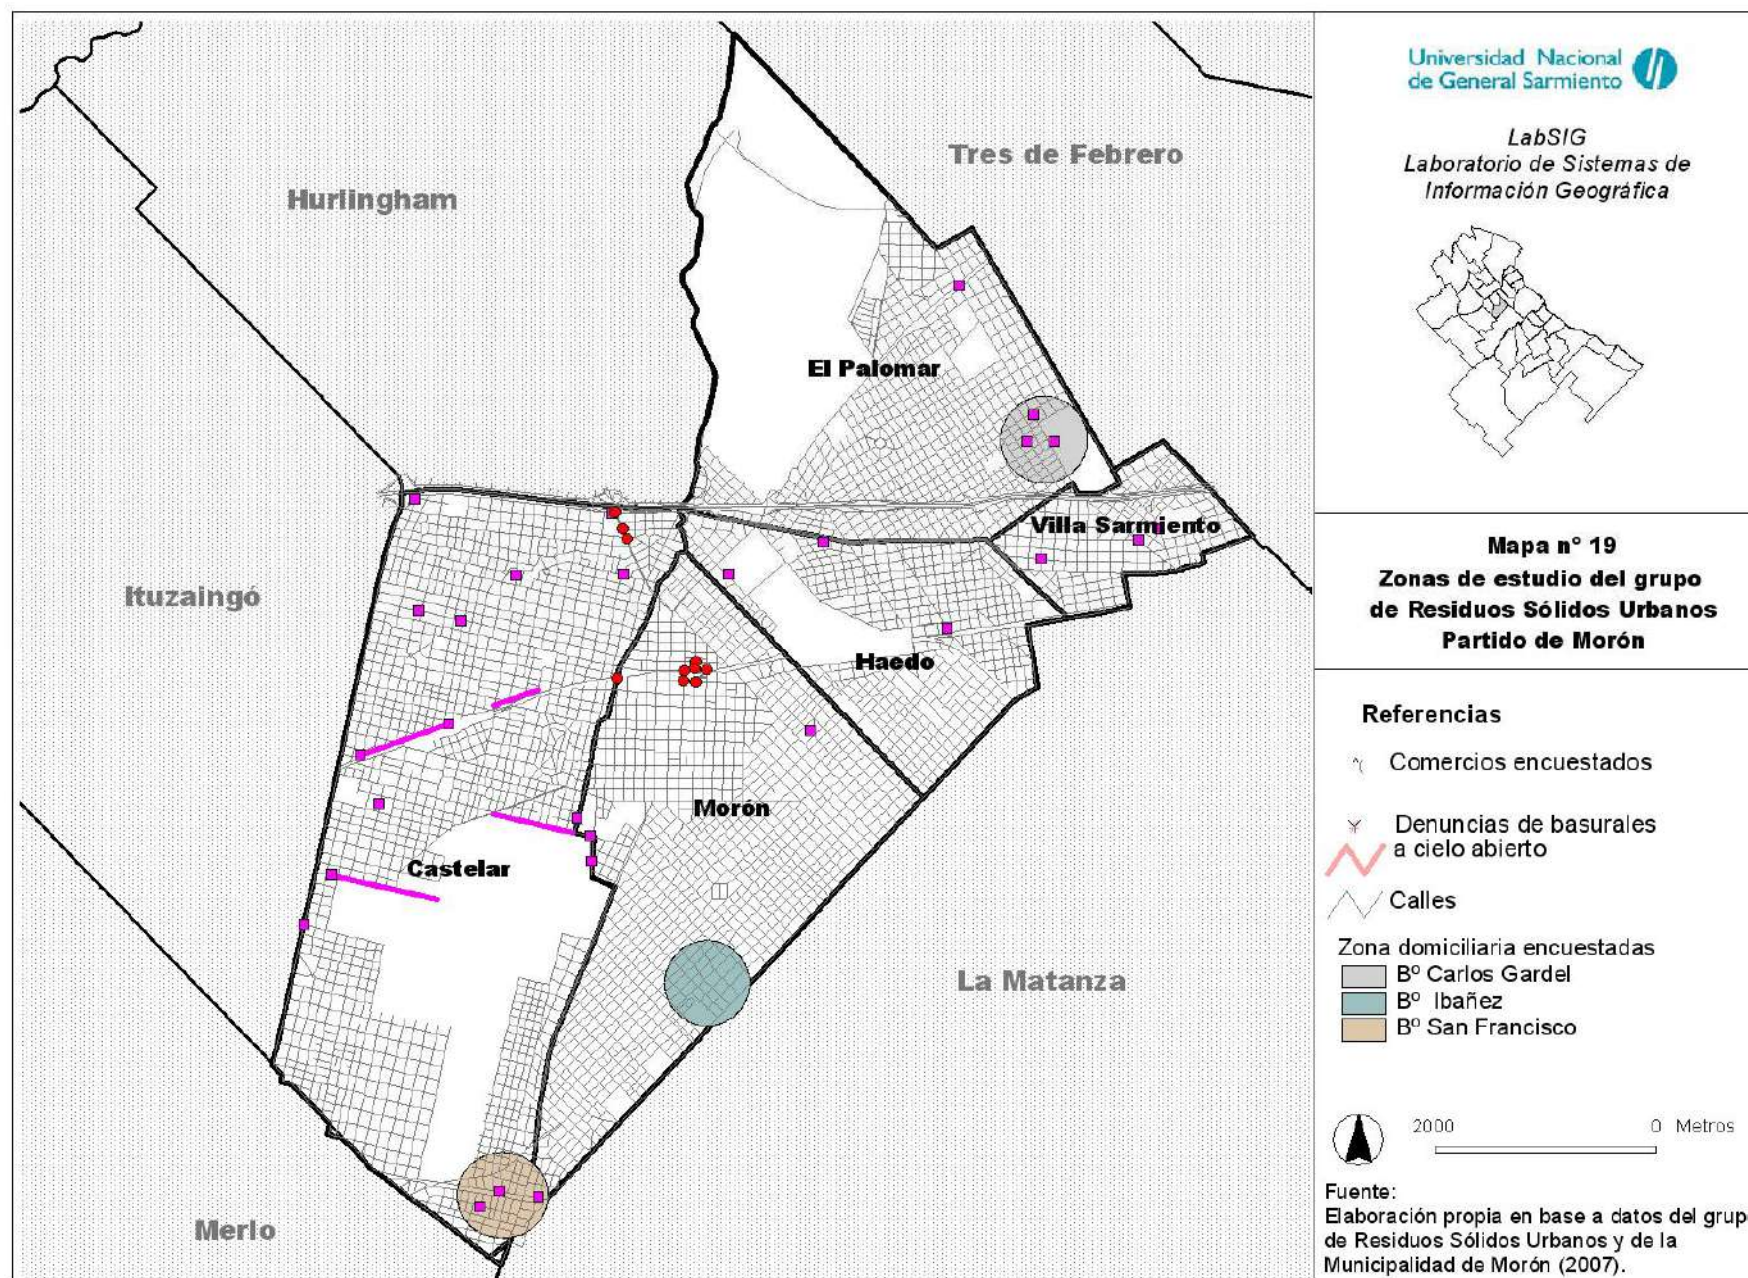 Hurlingham
Tres de Febrero
El Palomar
Villa Sarmiento
Ituzaingó
Haedo
Morón
Castelar
La Matanza
Merlo
Universidad Nacional
de General Sarmiento
LabSIG
Laboratorio de Sistemas de
Información Geográfica
Mapa nº 19
Zonas de estudio del grupo
de Residuos Sólidos Urbanos
Partido de Morón
Referencias
Comercios encuestados
Denuncias de basurales
a cielo abierto
Calles
Zona domiciliaria encuestadas
Bº Carlos Gardel
Bº Ibañez
Bº San Francisco
2000 0 Metros
Fuente:
Elaboración propia en base a datos del grup
de Residuos Sólidos Urbanos y de la
Municipalidad de Morón (2007).